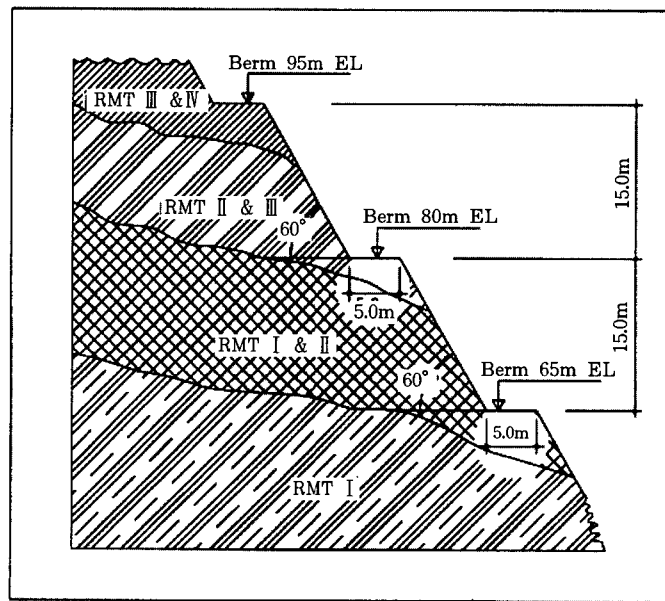 Berm 95m EL
RMT Ⅲ & Ⅳ
15.0m
RMT Ⅱ & Ⅲ
Berm 80m EL
60°
5.0m
15.0m
RMT Ⅰ & Ⅱ
60°
Berm 65m EL
5.0m
RMT Ⅰ